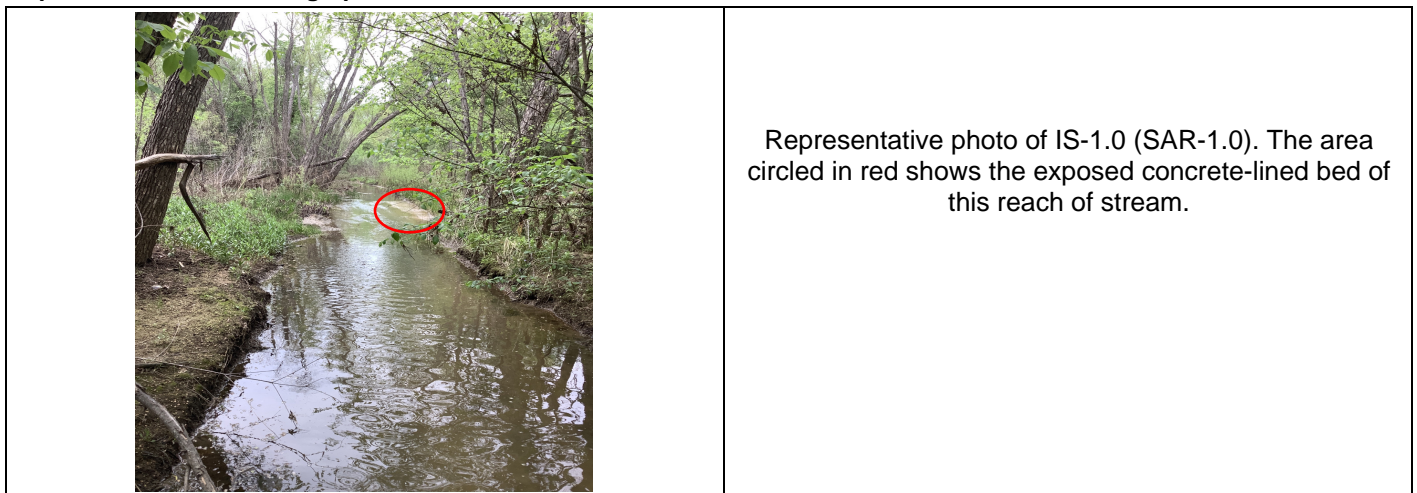 Representative photo of IS-1.0 (SAR-1.0). The area
circled in red shows the exposed concrete-lined bed of
this reach of stream.